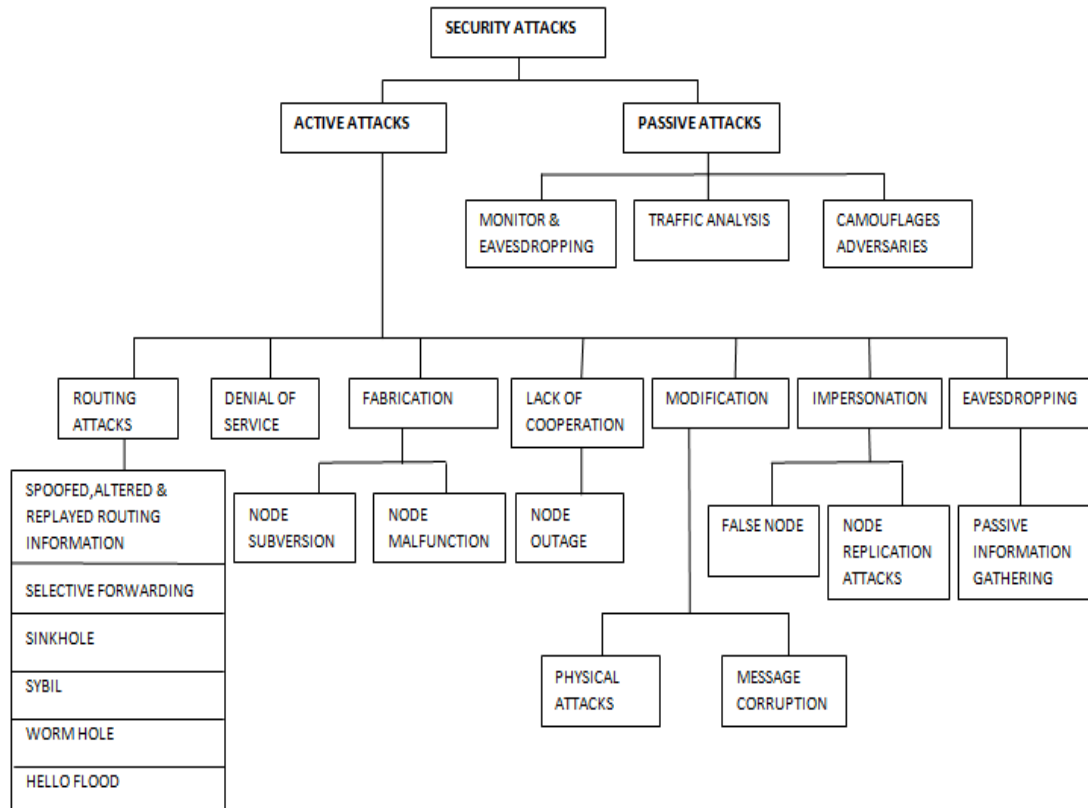 SECURITY ATTACKS
ACTIVE ATTACKS
PASSIVE ATTACKS
MONITOR &
EAVESDROPPING
TRAFFIC ANALYSIS
CAMOUFLAGES
ADVERSARIES
ROUTING
ATTACKS
DENIAL OF
SERVICE
FABRICATION
LACK OF
COOPERATION
MODIFICATION
IMPERSONATION
EAVESDROPPING
SPOOFED,ALTERED &
REPLAYED ROUTING
INFORMATION
SELECTIVE FORWARDING
SINKHOLE
SYBIL
WORM HOLE
HELLO FLOOD
NODE
SUBVERSION
NODE
MALFUNCTION
NODE
OUTAGE
FALSE NODE
NODE
REPLICATION
ATTACKS
PASSIVE
INFORMATION
GATHERING
PHYSICAL
ATTACKS
MESSAGE
CORRUPTION